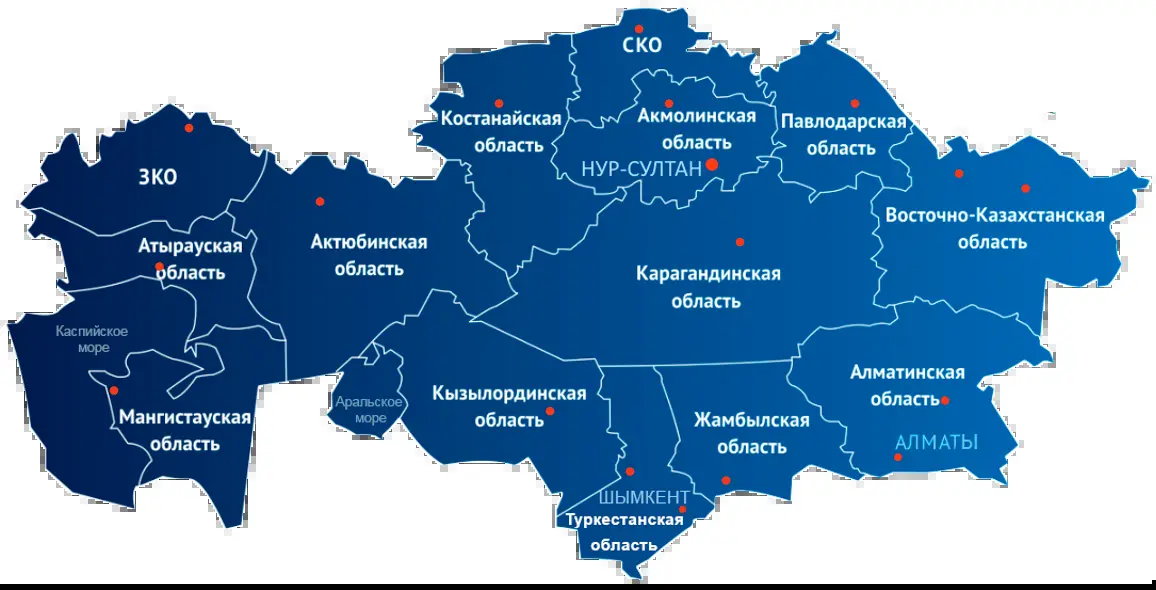 СКО
Костанайская
область
Акмолинская
область
НУР-СУЛТАН
Павлодарская
область
ЗКО
Восточно-Казахстанская
область
Атырауская
область
Актюбинская
область
Карагандинская
область
Каспийское
море
Мангистауская
область
Аральское
море
Кызылординская
область
Жамбылская
область
Алматинская
область
АЛМАТЫ
ШЫМКЕНТ
Туркестанская
область